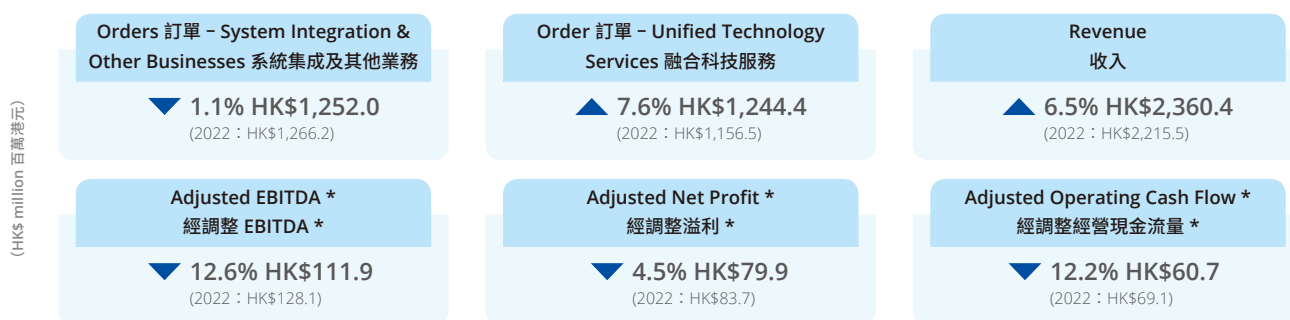 (HK$ million 百萬港元)
Orders 訂單 – System Integration &
Other Businesses 系統集成及其他業務
1.1% HK$1,252.0
(2022：HK$1,266.2)
Order 訂單 – Unified Technology
Services 融合科技服務
7.6% HK$1,244.4
(2022：HK$1,156.5)
Revenue
收入
6.5% HK$2,360.4
(2022：HK$2,215.5)
Adjusted EBITDA *
經調整 EBITDA *
12.6% HK$111.9
(2022：HK$128.1)
Adjusted Net Profit *
經調整溢利 *
4.5% HK$79.9
(2022：HK$83.7)
Adjusted Operating Cash Flow *
經調整經營現金流量 *
12.2% HK$60.7
(2022：HK$69.1)